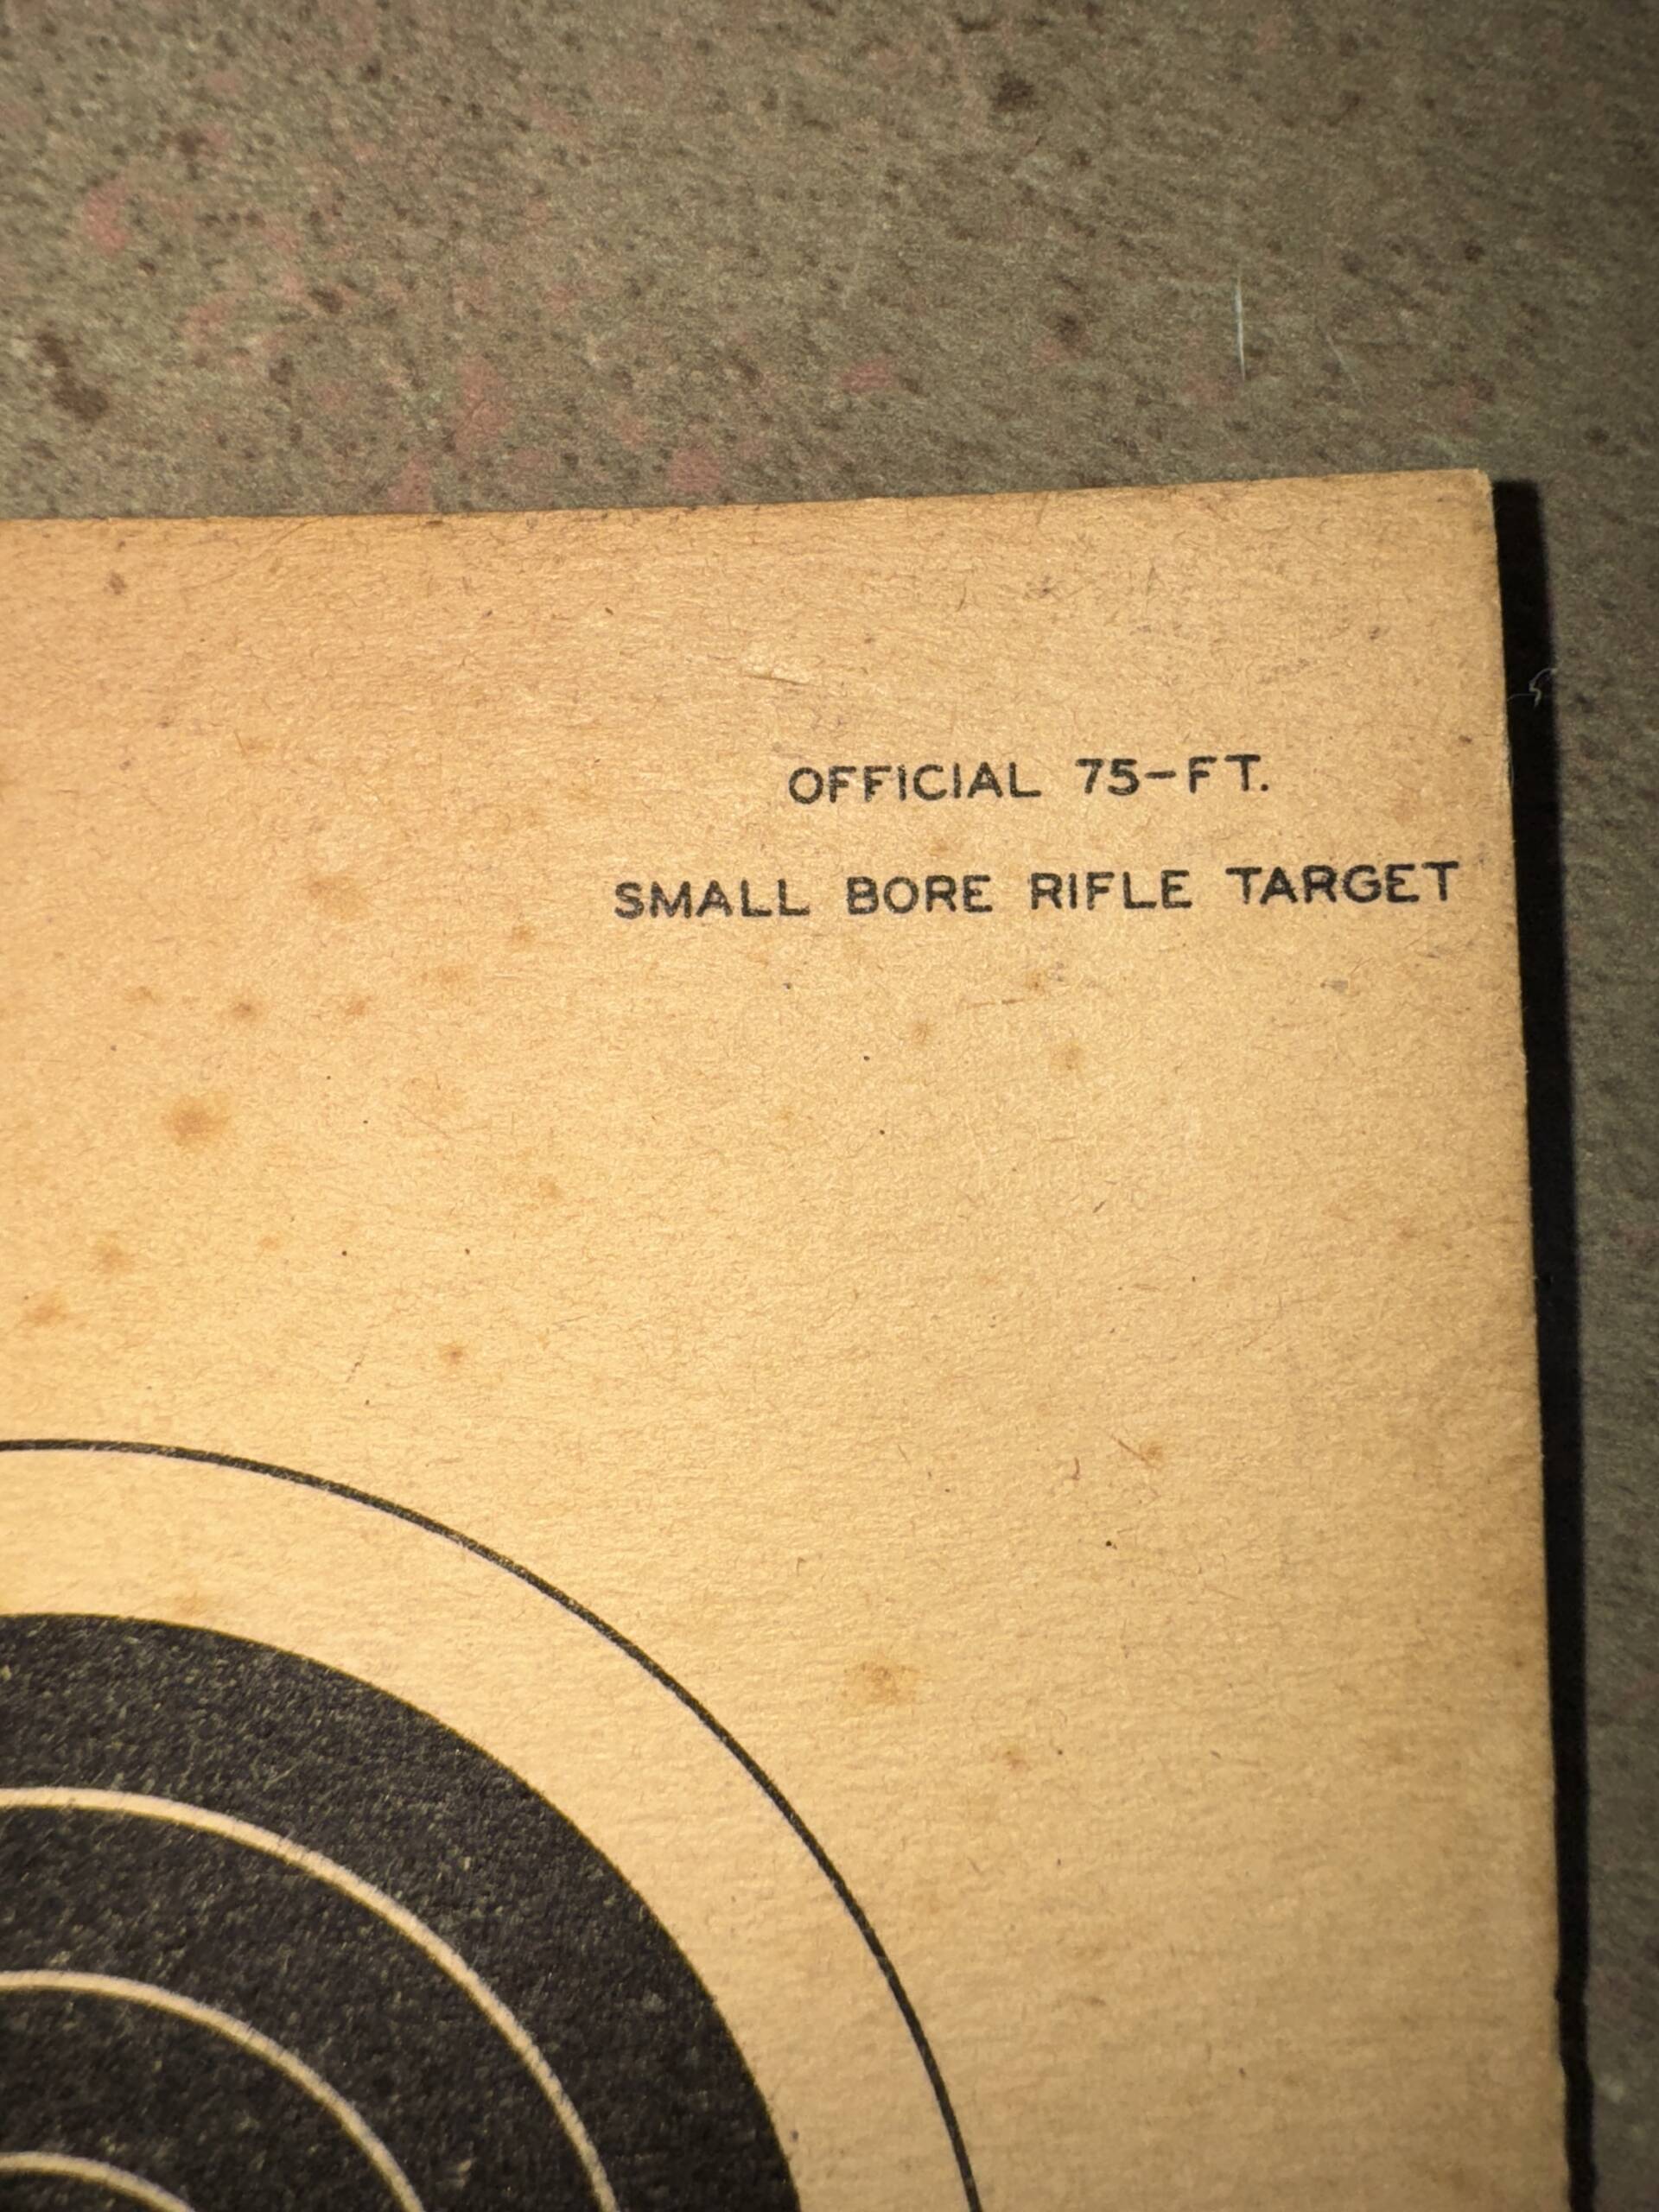 OFFICIAL 75-FT.
SMALL BORE RIFLE TARGET